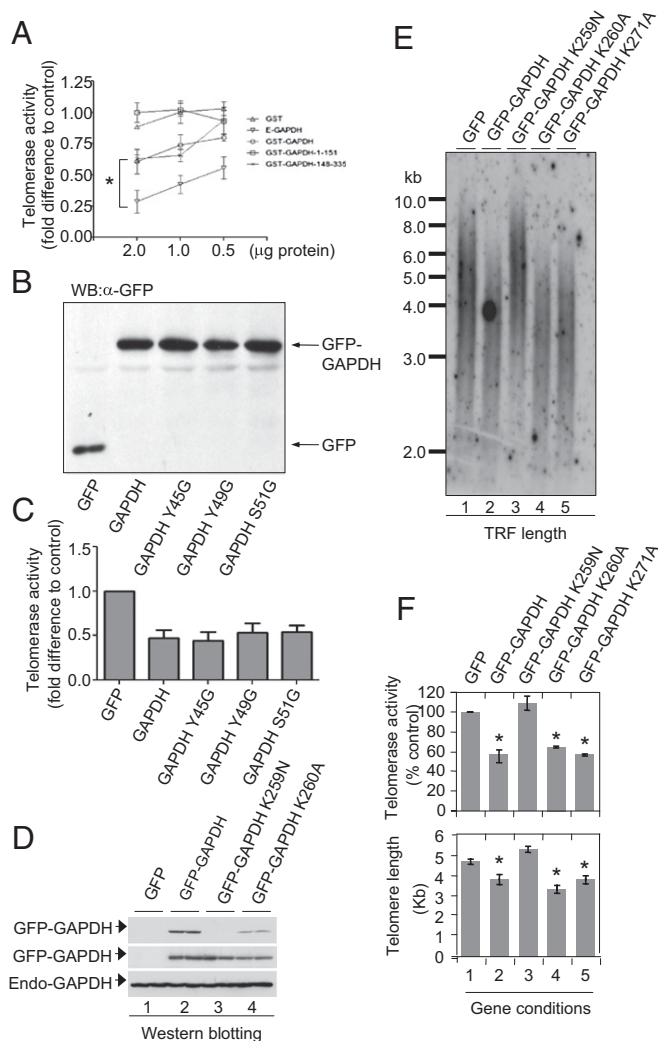 A
Telomerase activity
(fold difference to control)
1.25
1.00
0.75
0.50
0.25
0.00
*
2.0 1.0 0.5 (µg protein)
GST
E-GAPDH
GST-GAPDH
GST-GAPDH-1-151
GST-GAPDH-148-335
B
WB:α-GFP
GFP-
GAPDH
GFP
GFP
GAPDH
GAPDH Y45G
GAPDH Y49G
GAPDH S51G
C
Telomerase activity
(fold difference to control)
1.5
1.0
0.5
0.0
GFP
GAPDH
GAPDH Y45G
GAPDH Y49G
GAPDH S51G
D
GFP
GFP-GAPDH
GFP-GAPDH K259N
GFP-GAPDH K260A
GFP-GAPDH
GFP-GAPDH
Endo-GAPDH
1 2 3 4
Western blotting
E
GFP
GFP-GAPDH
GFP-GAPDH K259N
GFP-GAPDH K260A
GFP-GAPDH K271A
kb
10.0
8.0
6.0
5.0
4.0
3.0
2.0
1 2 3 4 5
TRF length
F
GFP
GFP-GAPDH
GFP-GAPDH K259N
GFP-GAPDH K260A
GFP-GAPDH K271A
Telomerase activity
(% control)
120
100
80
60
40
20
0
* * *
Telomere length
(Kb)
6
5
4
3
2
1
0
* * *
1 2 3 4 5
Gene conditions